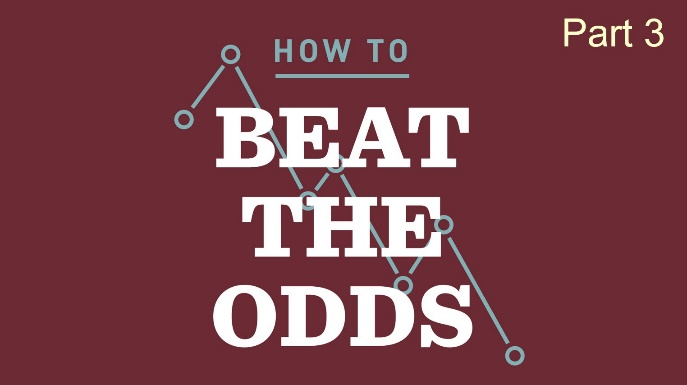 Part 3
HOW TO
BEAT
THE
ODDS